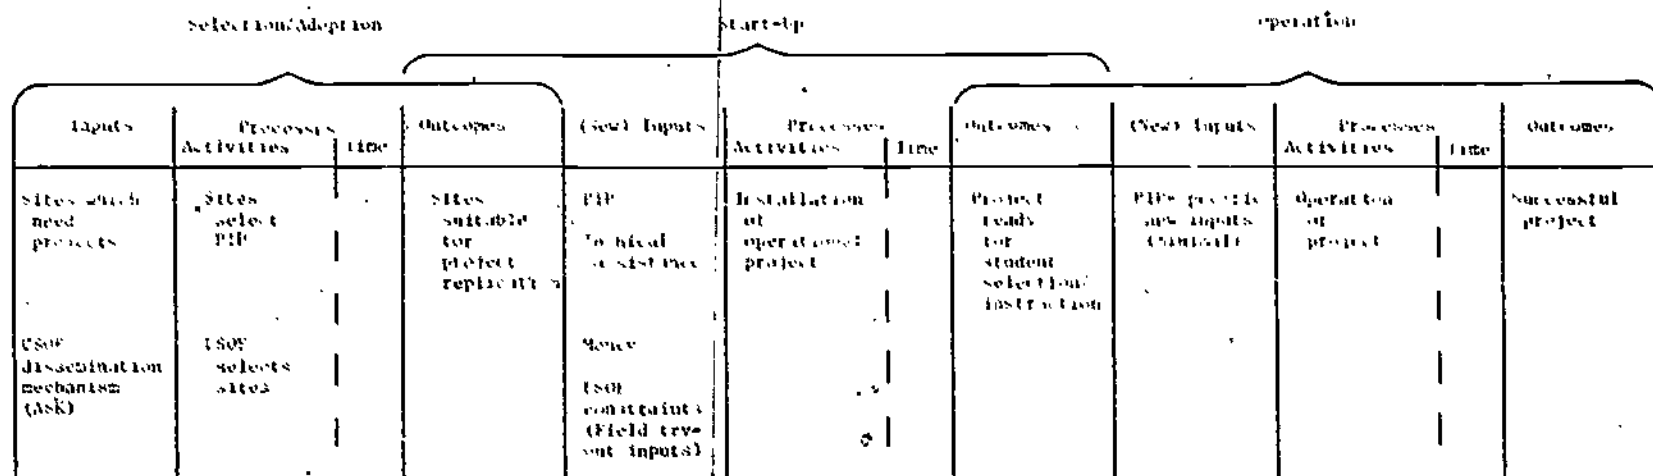 Selection/Adoption
Start-Up
Operation
Inputs
Processes
Activities
Time
Outcomes
(New) Inputs
Processes
Activities
Time
Outcomes
(New) Inputs
Processes
Activities
Time
Outcomes
Sites which
need
projects
USOE
dissemination
mechanism
(ASK)
Sites
select
PIP
USOE
selects
sites
Sites
suitable
for
project
PIP
Money
USOE
constraints
(Field try-
out inputs)
Installation
of
operational
project
Project
ready
for
student
selection/
instruction
new inputs
(minimal)
Operation
of
project
Successful
project